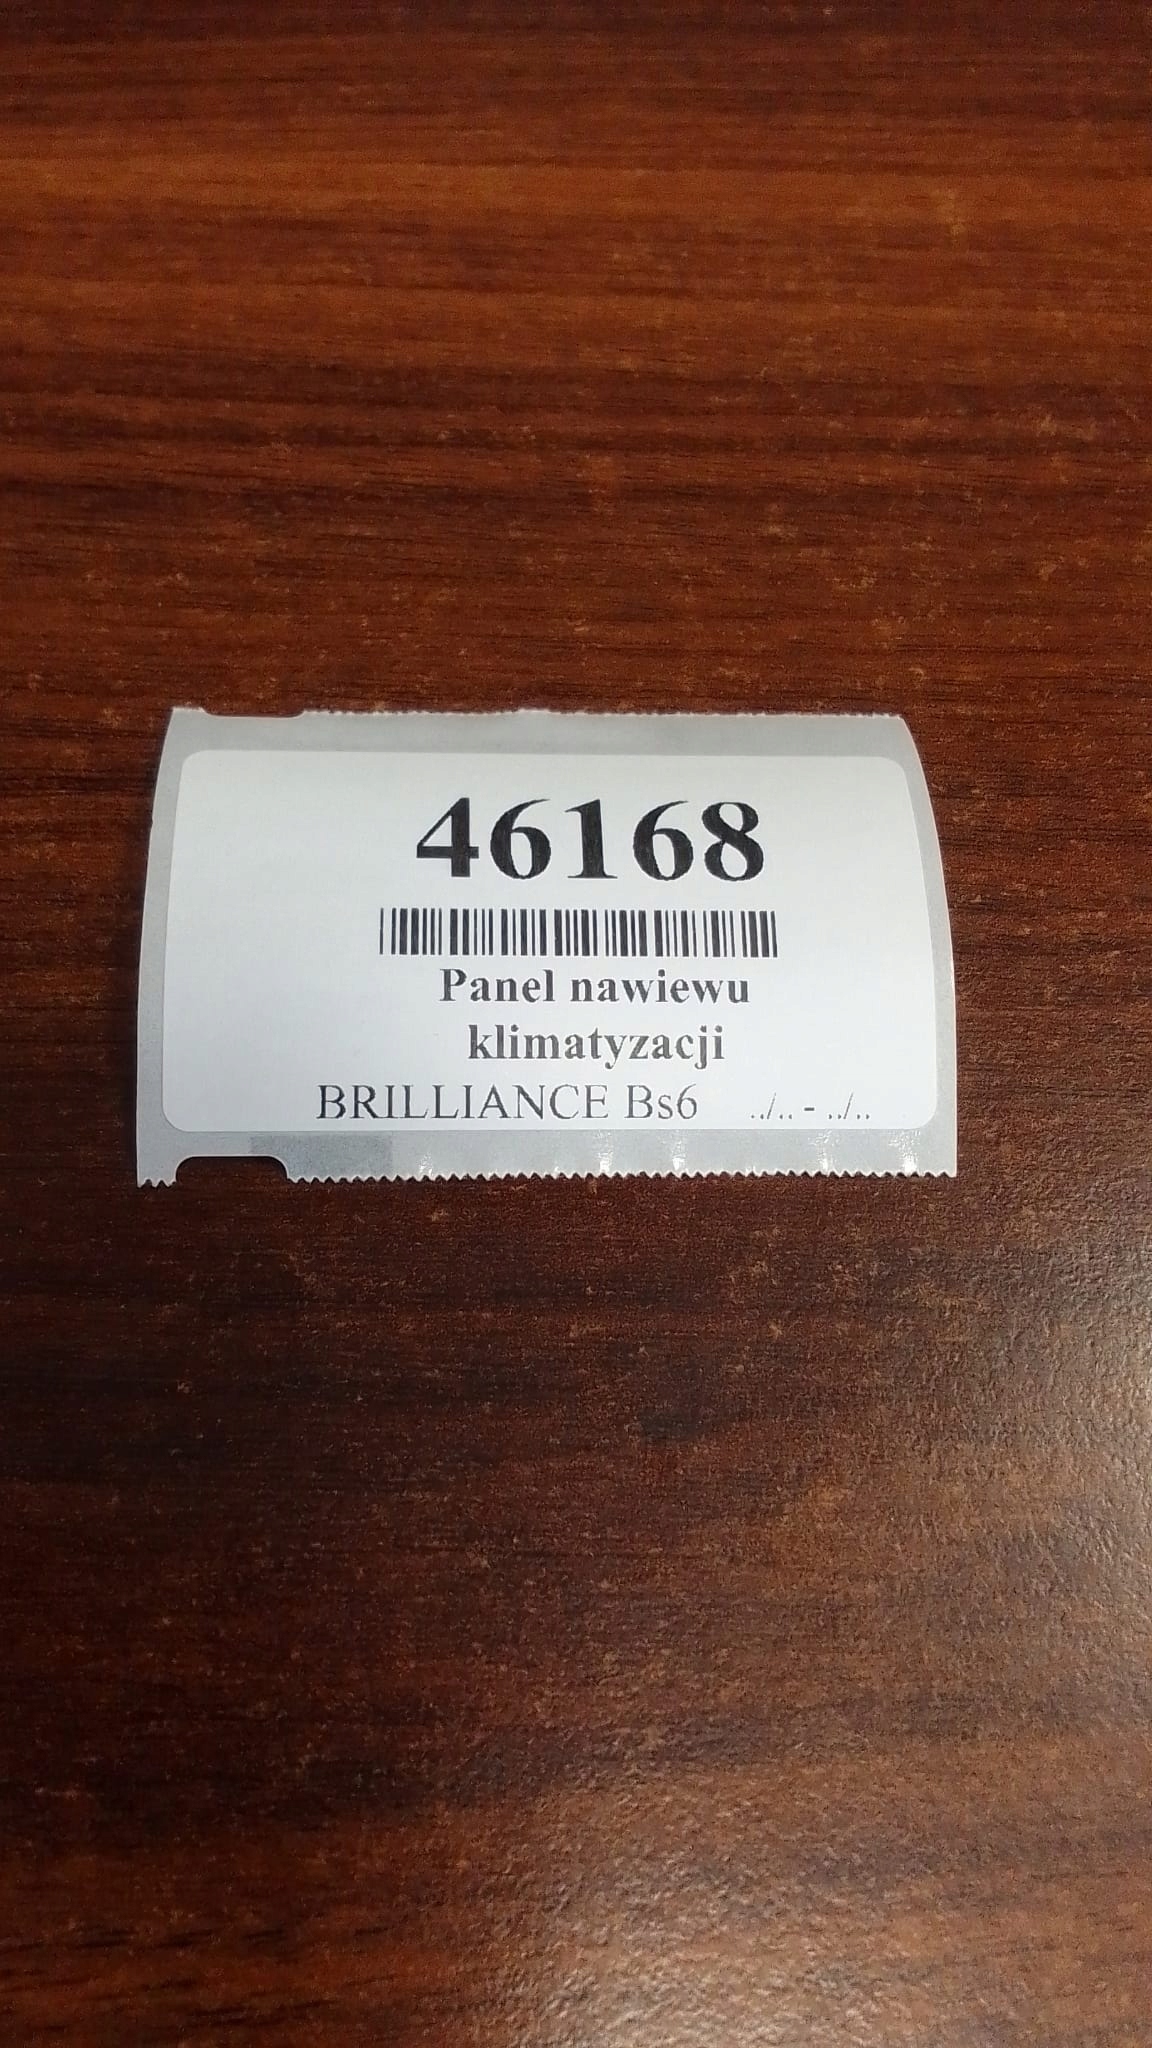 46168
Panel nawiewu
klimatyzacji
BRILLIANCE Bs6 ../.. - ../..